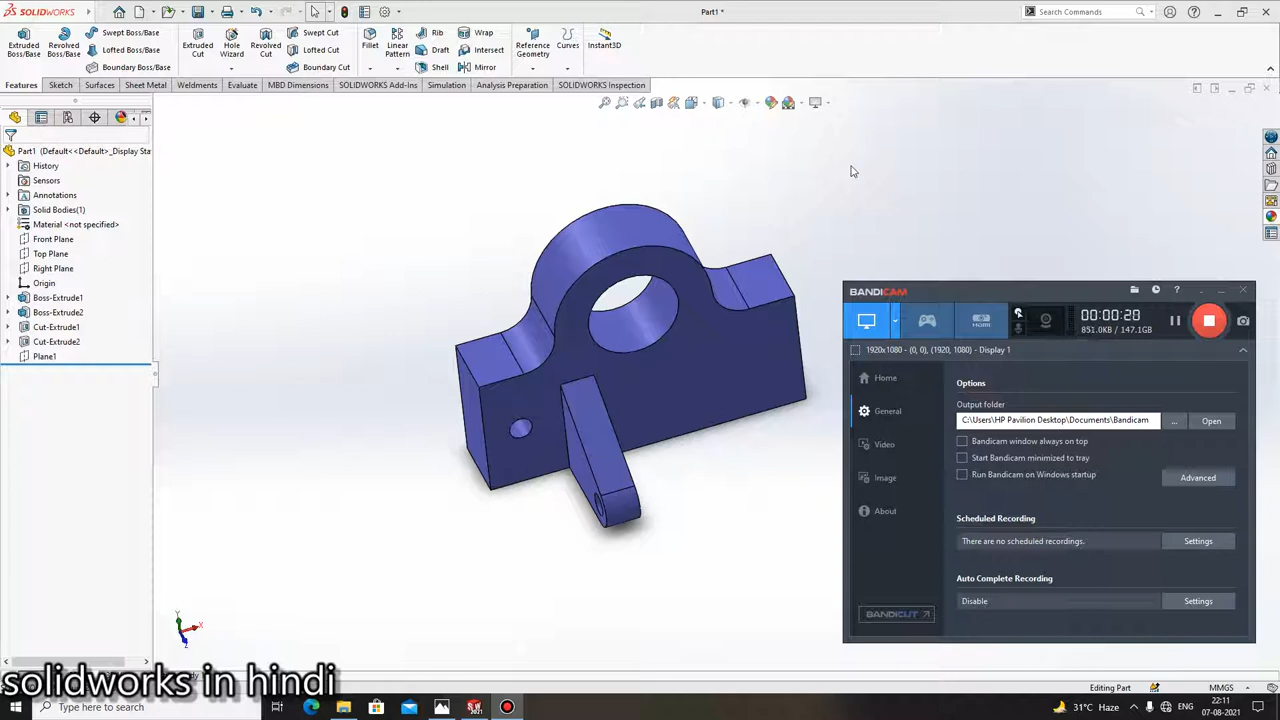 SOLIDWORKS
Part1 *
Search Commands
Extruded Boss/Base
Revolved Boss/Base
Swept Boss/Base
Lofted Boss/Base
Boundary Boss/Base
Extruded Cut
Hole Wizard
Revolved Cut
Swept Cut
Lofted Cut
Boundary Cut
Fillet
Linear Pattern
Rib
Draft
Shell
Wrap
Intersect
Mirror
Reference Geometry
Curves
Instant3D
Features
Sketch
Surfaces
Sheet Metal
Weldments
Evaluate
MBD Dimensions
SOLIDWORKS Add-Ins
Simulation
Analysis Preparation
SOLIDWORKS Inspection
Part1 (Default<<Default>_Display Sta
History
Sensors
Annotations
Solid Bodies(1)
Material <not specified>
Front Plane
Top Plane
Right Plane
Origin
Boss-Extrude1
Boss-Extrude2
Cut-Extrude1
Cut-Extrude2
Plane1
Y
X
Z
BANDICAM
HDMI
00:00:28
851.0KB / 147.1GB
1920x1080 - (0, 0), (1920, 1080) - Display 1
Home
General
Video
Image
About
BANDICUT
Options
Output folder
C:\Users\HP Pavilion Desktop\Documents\Bandicam
...
Open
Bandicam window always on top
Start Bandicam minimized to tray
Run Bandicam on Windows startup
Advanced
Scheduled Recording
There are no scheduled recordings.
Settings
Auto Complete Recording
Disable
Settings
solidworks in hindi
Editing Part
MMGS
Type here to search
31°C Haze
ENG
22:11
07-08-2021